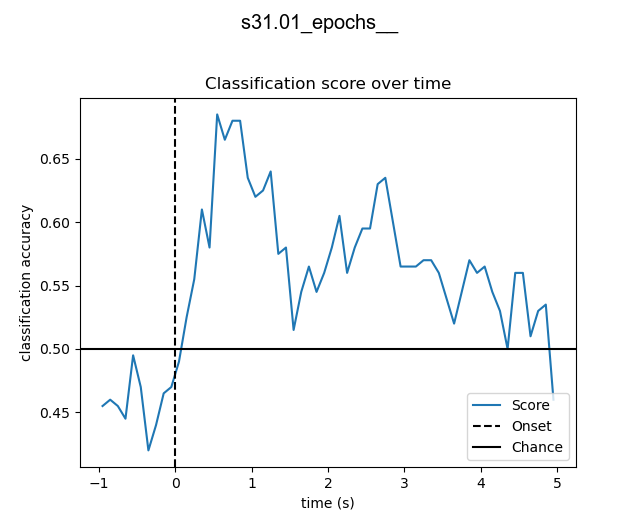 s31.01_epochs__
Classification score over time
classification accuracy
0.65
0.60
0.55
0.50
0.45
−1
0
1
2
3
4
5
time (s)
Score
Onset
Chance